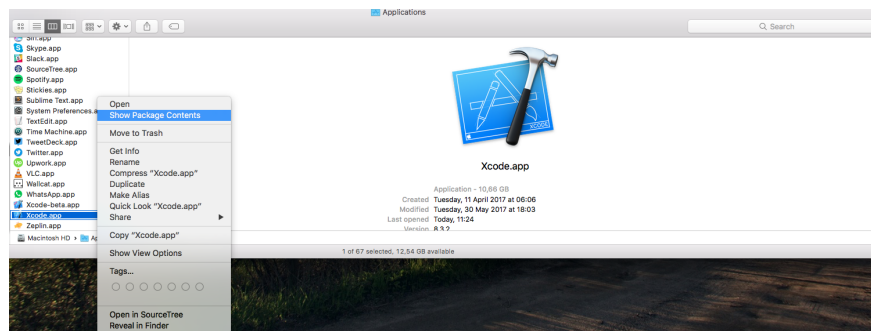 Applications
Search
Siri.app
Skype.app
Slack.app
SourceTree.app
Spotify.app
Stickies.app
Sublime Text.app
System Preferences.a
TextEdit.app
Time Machine.app
TweetDeck.app
Twitter.app
Upwork.app
VLC.app
Wallcat.app
WhatsApp.app
Xcode-beta.app
Xcode.app
Zeplin.app
Macintosh HD
Ap
Open
Show Package Contents
Move to Trash
Get Info
Rename
Compress “Xcode.app”
Duplicate
Make Alias
Quick Look “Xcode.app”
Share
Copy “Xcode.app”
Show View Options
Tags...
Open in SourceTree
Reveal in Finder
XCODE
Xcode.app
Application - 10,66 GB
Created Tuesday, 11 April 2017 at 06:06
Modified Tuesday, 30 May 2017 at 18:03
Last opened Today, 11:24
Version 8.3.2
1 of 67 selected, 12,54 GB available